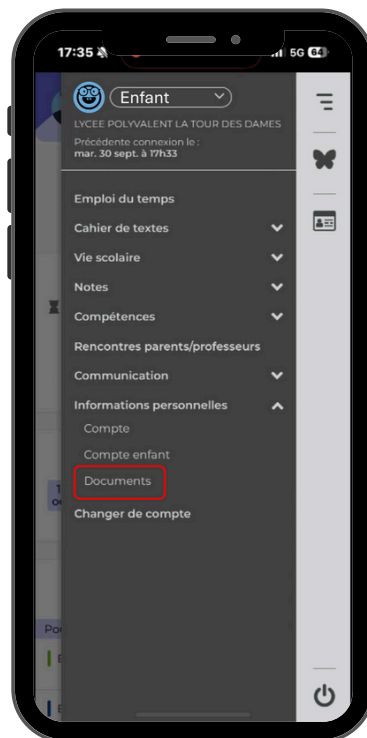 17:35
5G 64
Enfant
LYCEE POLYVALENT LA TOUR DES DAMES
Précédente connexion le :
mar. 30 sept. à 17h33
Emploi du temps
Cahier de textes
Vie scolaire
Notes
Compétences
Rencontres parents/professeurs
Communication
Informations personnelles
Compte
Compte enfant
Documents
Changer de compte